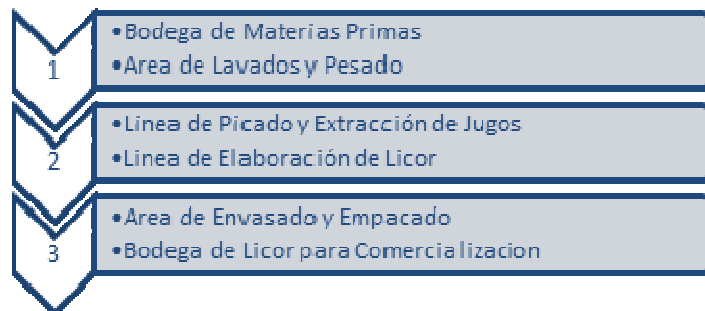 1
•Bodega de Materias Primas
•Area de Lavados y Pesado
2
•Linea de Picado y Extracción de Jugos
•Linea de Elaboración de Licor
3
•Area de Envasado y Empacado
•Bodega de Licor para Comercializacion